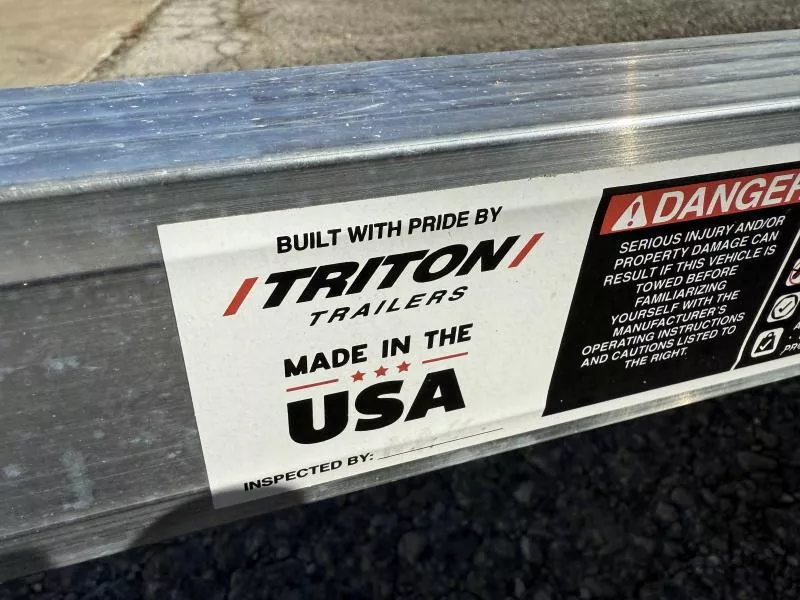 BUILT WITH PRIDE BY
TRITON
TRAILERS
MADE IN THE
USA
INSPECTED BY:
DANGER
SERIOUS INJURY AND/OR
PROPERTY DAMAGE CAN
RESULT IF THIS VEHICLE IS
TOWED BEFORE
FAMILIARIZING
YOURSELF WITH THE
MANUFACTURER'S
OPERATING INSTRUCTIONS
AND CAUTIONS LISTED TO
THE RIGHT.